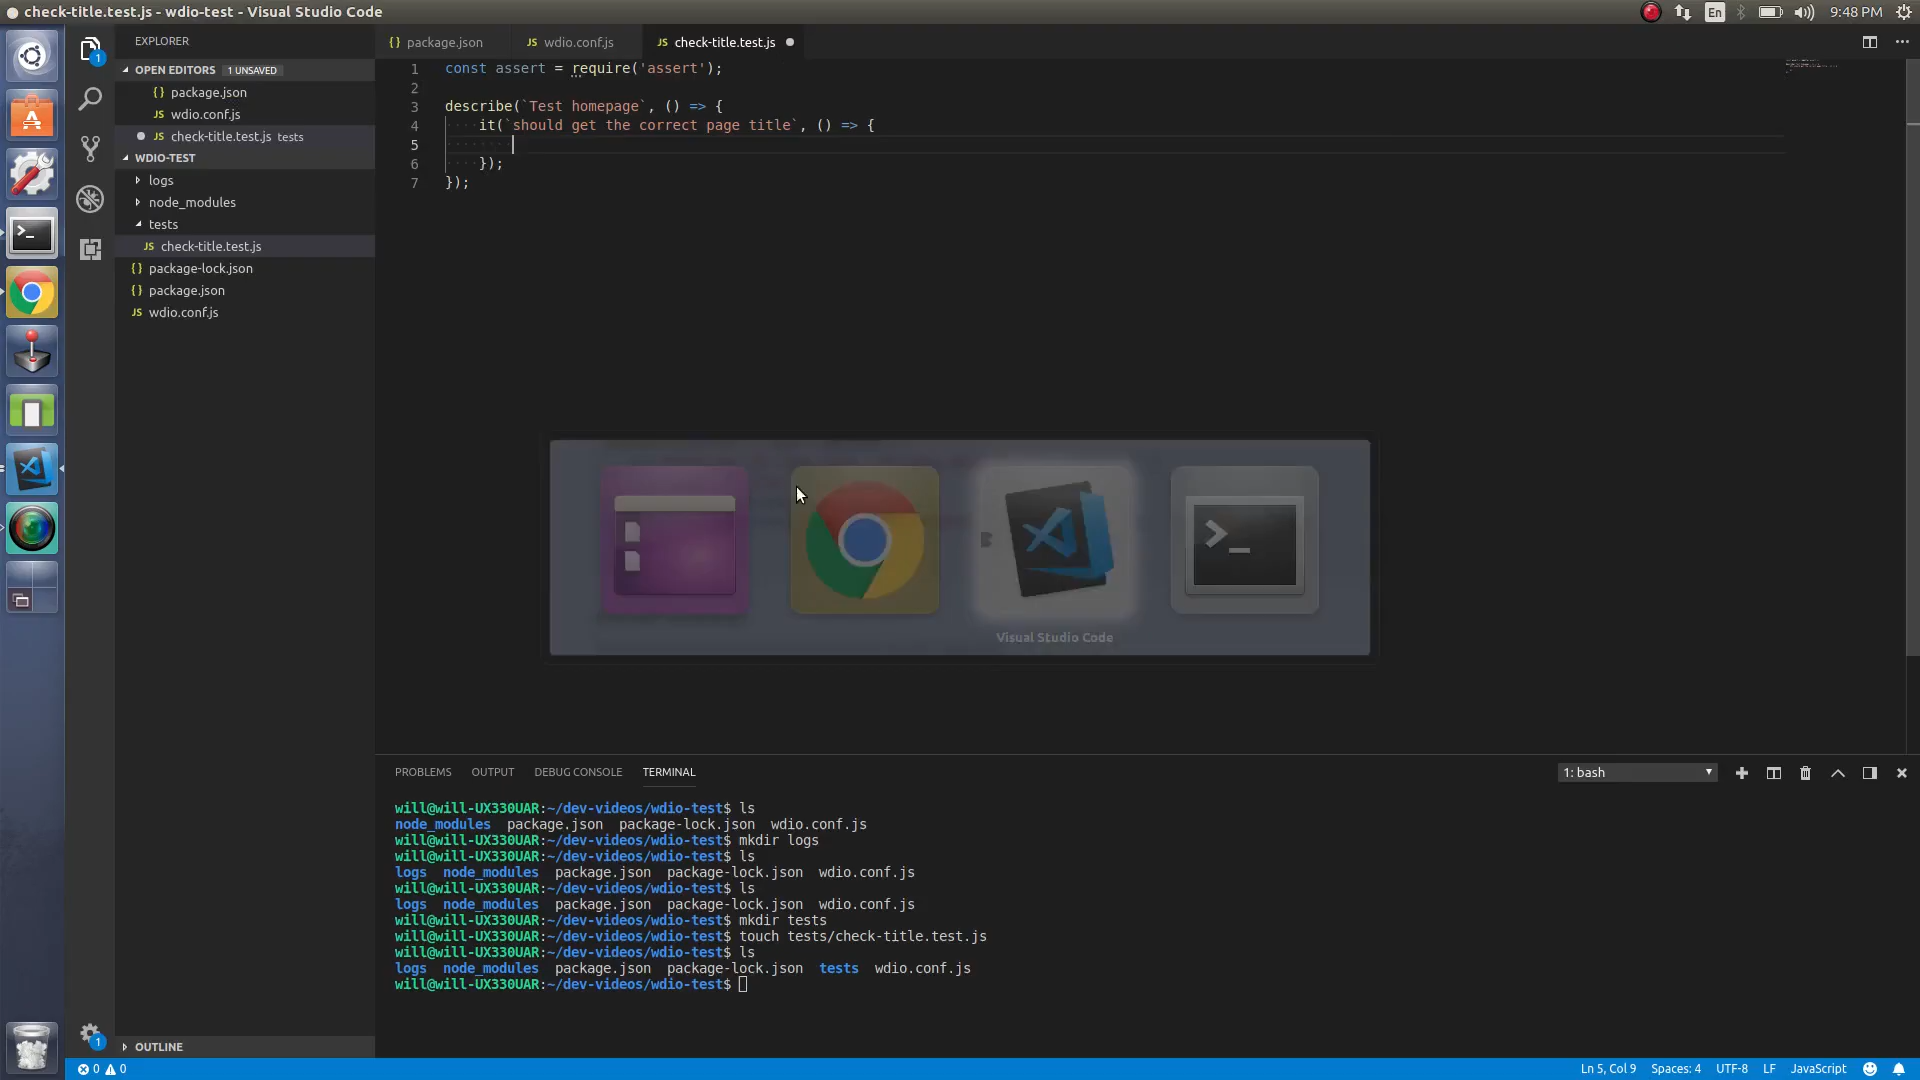 check-title.test.js - wdio-test - Visual Studio Code
En
9:48 PM
EXPLORER
OPEN EDITORS 1 UNSAVED
package.json
wdio.conf.js
check-title.test.js tests
WDIO-TEST
logs
node_modules
tests
check-title.test.js
package-lock.json
package.json
wdio.conf.js
OUTLINE
package.json
wdio.conf.js
check-title.test.js
1 const assert = require('assert');
2
3 describe(`Test homepage`, () => {
4 it(`should get the correct page title`, () => {
5
6 });
7 });
Visual Studio Code
PROBLEMS OUTPUT DEBUG CONSOLE TERMINAL
1: bash
will@will-UX330UAR:~/dev-videos/wdio-test$ ls
node_modules package.json package-lock.json wdio.conf.js
will@will-UX330UAR:~/dev-videos/wdio-test$ mkdir logs
will@will-UX330UAR:~/dev-videos/wdio-test$ ls
logs node_modules package.json package-lock.json wdio.conf.js
will@will-UX330UAR:~/dev-videos/wdio-test$ ls
logs node_modules package.json package-lock.json wdio.conf.js
will@will-UX330UAR:~/dev-videos/wdio-test$ mkdir tests
will@will-UX330UAR:~/dev-videos/wdio-test$ touch tests/check-title.test.js
will@will-UX330UAR:~/dev-videos/wdio-test$ ls
logs node_modules package.json package-lock.json tests wdio.conf.js
will@will-UX330UAR:~/dev-videos/wdio-test$
0 0
Ln 5, Col 9 Spaces: 4 UTF-8 LF JavaScript